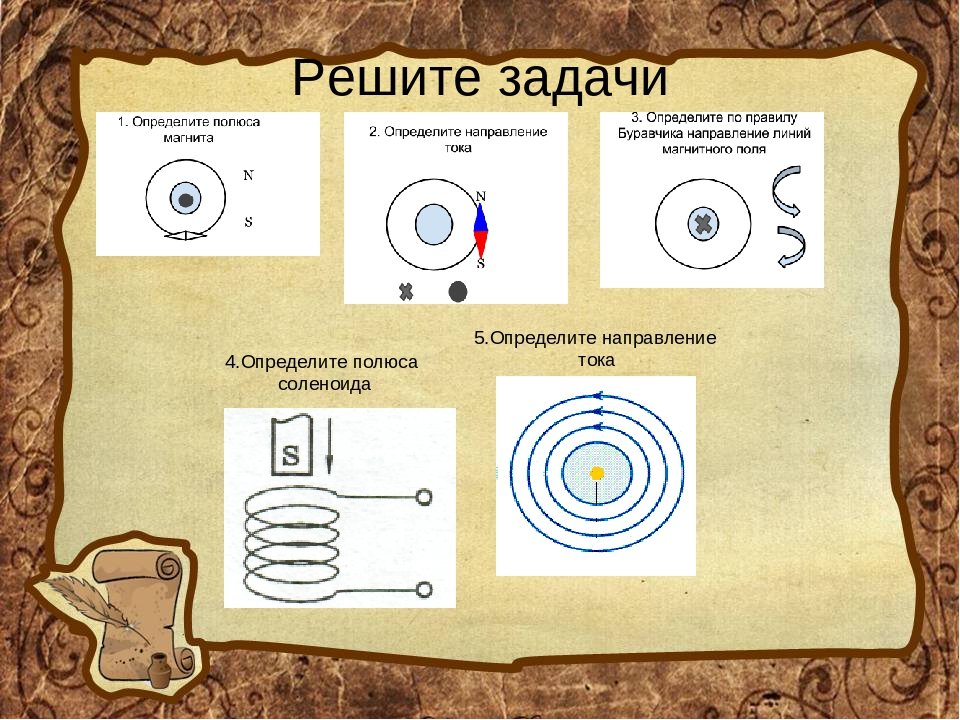 Решите задачи
1. Определите полюса
магнита
N
S
2. Определите направление
тока
N
S
3. Определите по правилу
Буравчика направление линий
магнитного поля
4.Определите полюса
соленоида
S
5.Определите направление
тока